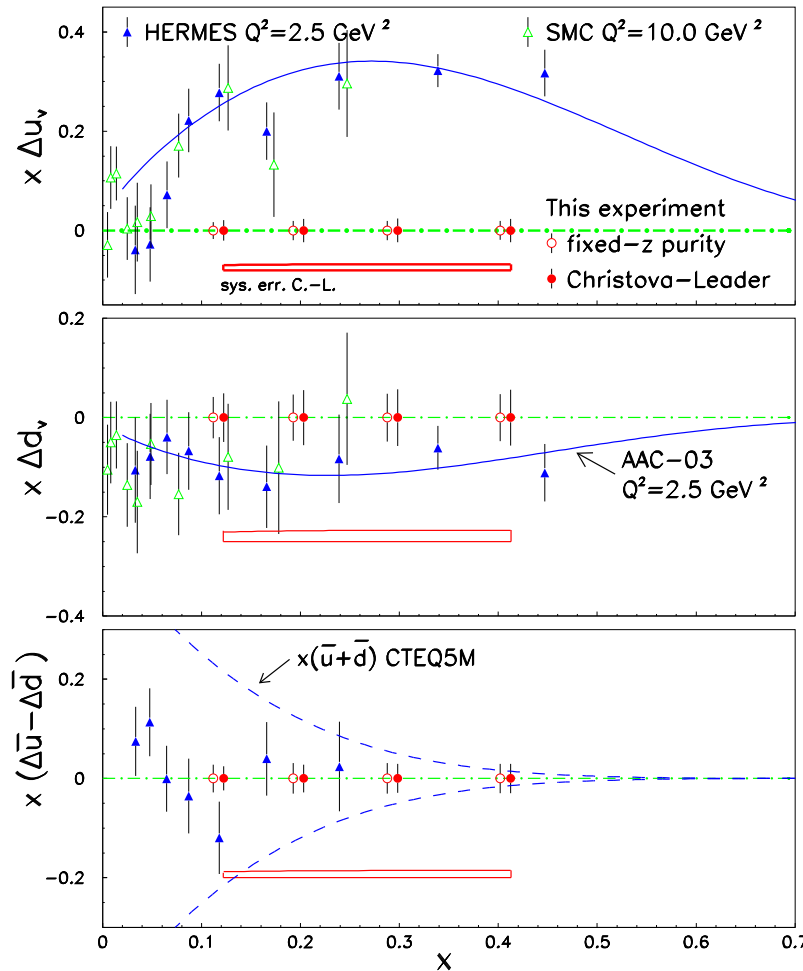 HERMES Q²=2.5 GeV²
SMC Q²=10.0 GeV²
0.4
0.2
0
x Δu_v
This experiment
fixed-z purity
Christova-Leader
sys. err. C.-L.
0.2
0
-0.2
-0.4
x Δd_v
AAC-03
Q²=2.5 GeV²
x(u̅+d̅) CTEQ5M
0.2
0
-0.2
x (Δu̅-Δd̅)
0 0.1 0.2 0.3 0.4 0.5 0.6 0.7
x